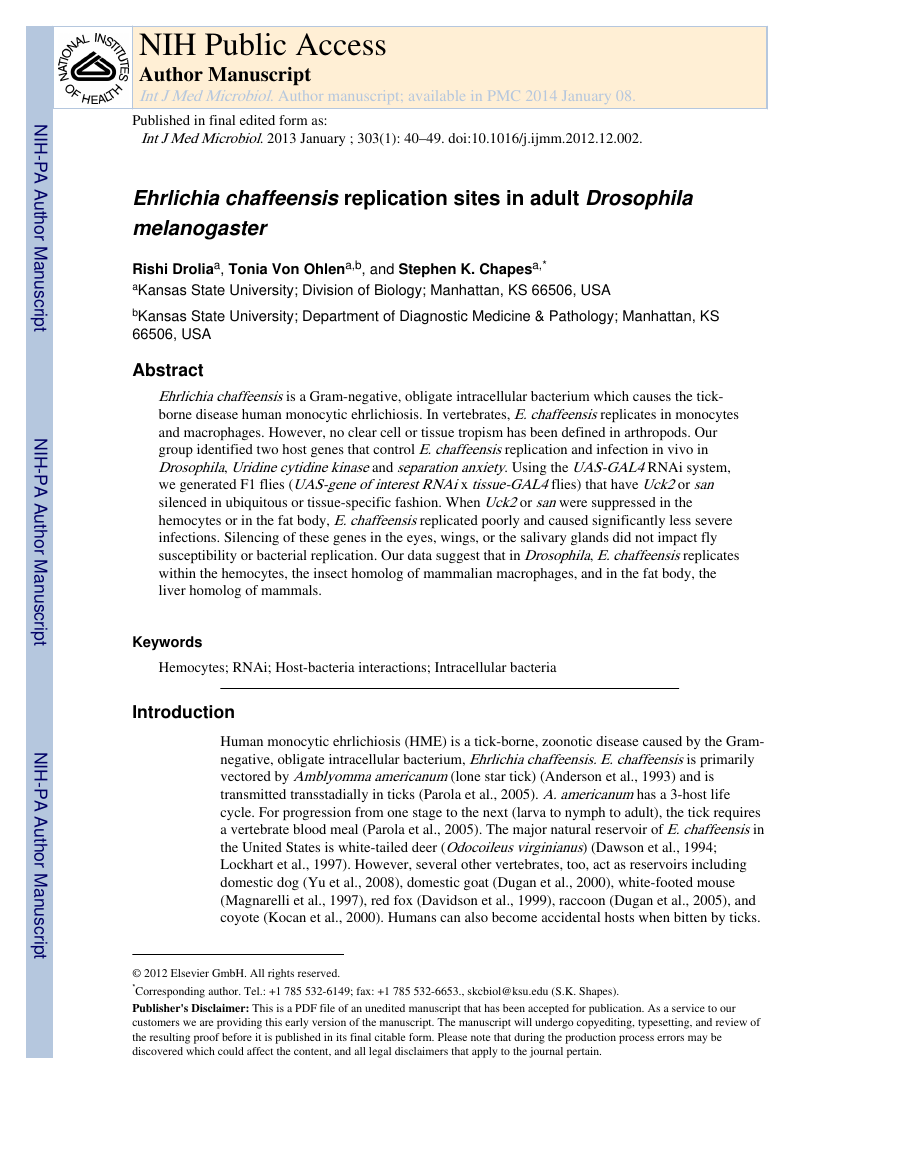 NATIONAL INSTITUTES OF HEALTH
NIH Public Access
Author Manuscript
Int J Med Microbiol. Author manuscript; available in PMC 2014 January 08.
Published in final edited form as:
Int J Med Microbiol. 2013 January ; 303(1): 40–49. doi:10.1016/j.ijmm.2012.12.002.
Ehrlichia chaffeensis replication sites in adult Drosophila
melanogaster
Rishi Droliaa, Tonia Von Ohlena,b, and Stephen K. Chapesa,*
aKansas State University; Division of Biology; Manhattan, KS 66506, USA
bKansas State University; Department of Diagnostic Medicine & Pathology; Manhattan, KS
66506, USA
Abstract
Ehrlichia chaffeensis is a Gram-negative, obligate intracellular bacterium which causes the tick-
borne disease human monocytic ehrlichiosis. In vertebrates, E. chaffeensis replicates in monocytes
and macrophages. However, no clear cell or tissue tropism has been defined in arthropods. Our
group identified two host genes that control E. chaffeensis replication and infection in vivo in
Drosophila, Uridine cytidine kinase and separation anxiety. Using the UAS-GAL4 RNAi system,
we generated F1 flies (UAS-gene of interest RNAi x tissue-GAL4 flies) that have Uck2 or san
silenced in ubiquitous or tissue-specific fashion. When Uck2 or san were suppressed in the
hemocytes or in the fat body, E. chaffeensis replicated poorly and caused significantly less severe
infections. Silencing of these genes in the eyes, wings, or the salivary glands did not impact fly
susceptibility or bacterial replication. Our data suggest that in Drosophila, E. chaffeensis replicates
within the hemocytes, the insect homolog of mammalian macrophages, and in the fat body, the
liver homolog of mammals.
Keywords
Hemocytes; RNAi; Host-bacteria interactions; Intracellular bacteria
Introduction
Human monocytic ehrlichiosis (HME) is a tick-borne, zoonotic disease caused by the Gram-
negative, obligate intracellular bacterium, Ehrlichia chaffeensis. E. chaffeensis is primarily
vectored by Amblyomma americanum (lone star tick) (Anderson et al., 1993) and is
transmitted transstadially in ticks (Parola et al., 2005). A. americanum has a 3-host life
cycle. For progression from one stage to the next (larva to nymph to adult), the tick requires
a vertebrate blood meal (Parola et al., 2005). The major natural reservoir of E. chaffeensis in
the United States is white-tailed deer (Odocoileus virginianus) (Dawson et al., 1994;
Lockhart et al., 1997). However, several other vertebrates, too, act as reservoirs including
domestic dog (Yu et al., 2008), domestic goat (Dugan et al., 2000), white-footed mouse
(Magnarelli et al., 1997), red fox (Davidson et al., 1999), raccoon (Dugan et al., 2005), and
coyote (Kocan et al., 2000). Humans can also become accidental hosts when bitten by ticks.
© 2012 Elsevier GmbH. All rights reserved.
*Corresponding author. Tel.: +1 785 532-6149; fax: +1 785 532-6653., skcbiol@ksu.edu (S.K. Shapes).
Publisher's Disclaimer: This is a PDF file of an unedited manuscript that has been accepted for publication. As a service to our
customers we are providing this early version of the manuscript. The manuscript will undergo copyediting, typesetting, and review of
the resulting proof before it is published in its final citable form. Please note that during the production process errors may be
discovered which could affect the content, and all legal disclaimers that apply to the journal pertain.
NIH-PA Author Manuscript
NIH-PA Author Manuscript
NIH-PA Author Manuscript